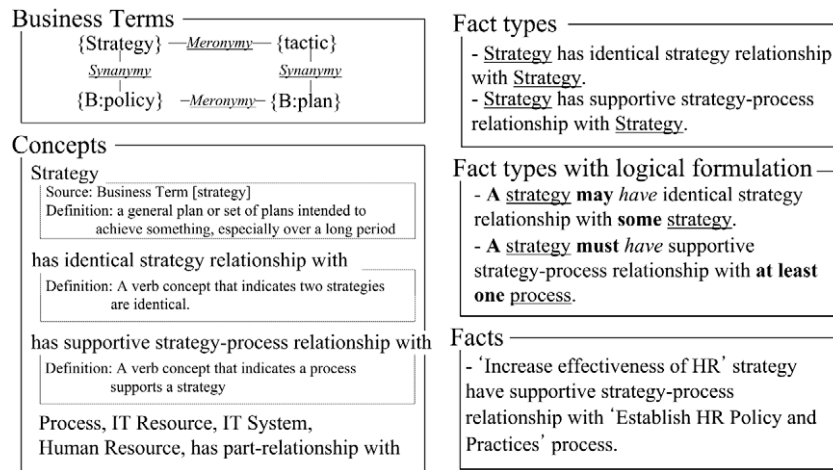 Business Terms
{Strategy} —Meronymy— {tactic}
Synanymy Synanymy
{B:policy} —Meronymy— {B:plan}
Concepts
Strategy
Source: Business Term [strategy]
Definition: a general plan or set of plans intended to
achieve something, especially over a long period
has identical strategy relationship with
Definition: A verb concept that indicates two strategies
are identical.
has supportive strategy-process relationship with
Definition: A verb concept that indicates a process
supports a strategy
Process, IT Resource, IT System,
Human Resource, has part-relationship with
Fact types
- Strategy has identical strategy relationship
with Strategy.
- Strategy has supportive strategy-process
relationship with Strategy.
Fact types with logical formulation
- A strategy may have identical strategy
relationship with some strategy.
- A strategy must have supportive
strategy-process relationship with at least
one process.
Facts
- ‘Increase effectiveness of HR’ strategy
have supportive strategy-process
relationship with ‘Establish HR Policy and
Practices’ process.